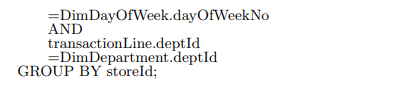 =DimDayOfWeek.dayOfWeekNo
AND
transactionLine.deptId
=DimDepartment.deptId
GROUP BY storeId;